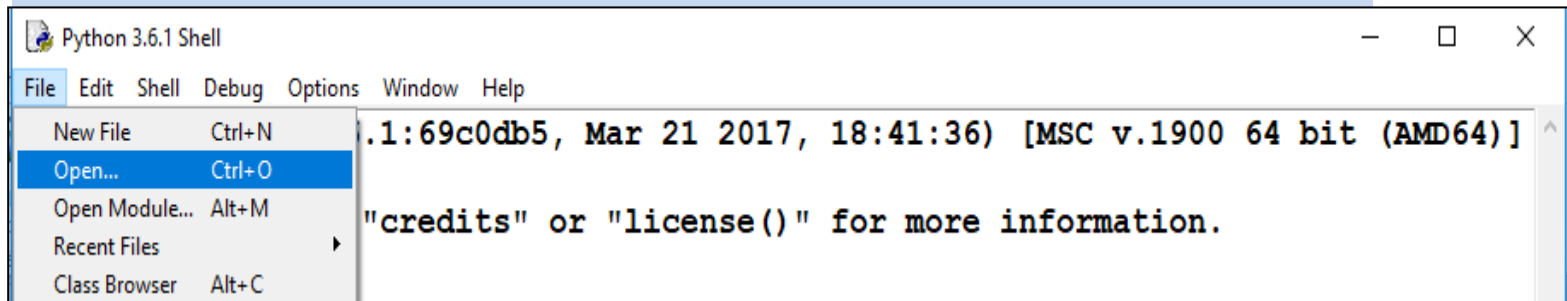 Python 3.6.1 Shell
File Edit Shell Debug Options Window Help
New File Ctrl+N
.1:69c0db5, Mar 21 2017, 18:41:36) [MSC v.1900 64 bit (AMD64)]
Open... Ctrl+O
Open Module... Alt+M
"credits" or "license()" for more information.
Recent Files
Class Browser Alt+C